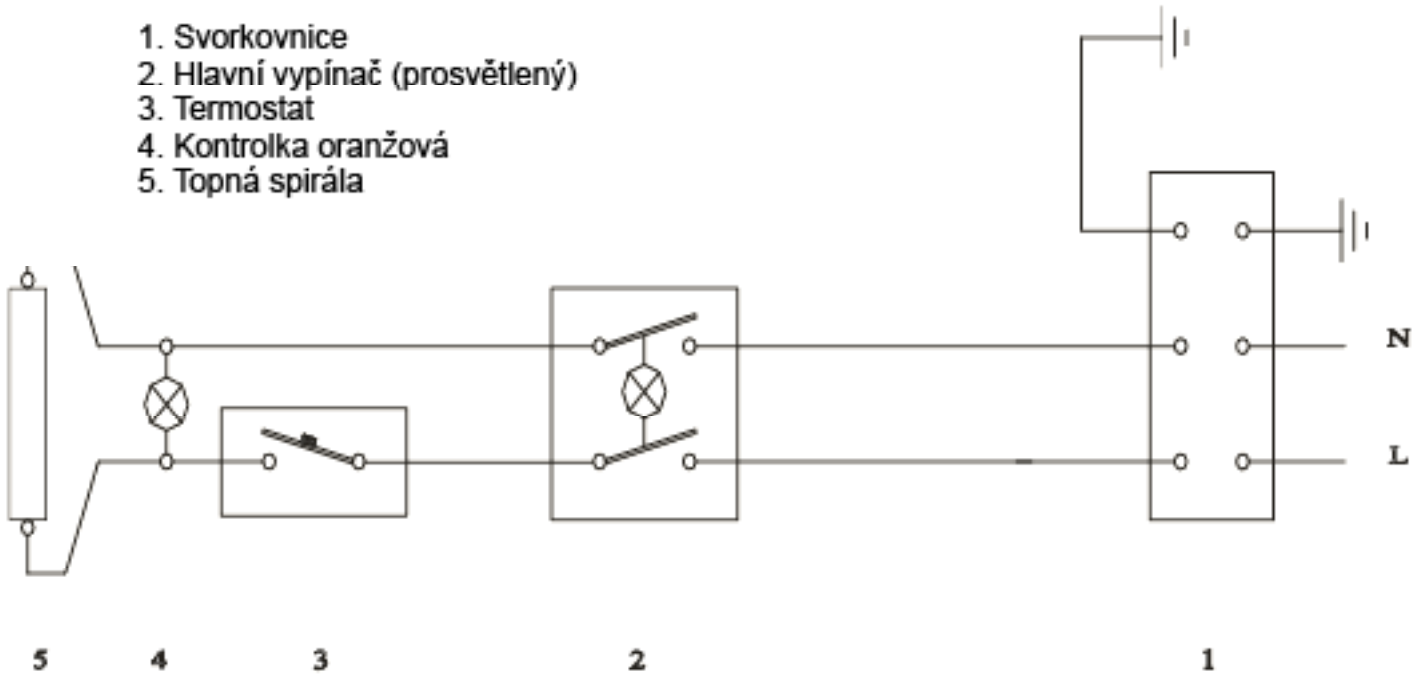 1. Svorkovnice
2. Hlavní vypínač (prosvětlený)
3. Termostat
4. Kontrolka oranžová
5. Topná spirála
N
L
5 4 3 2 1